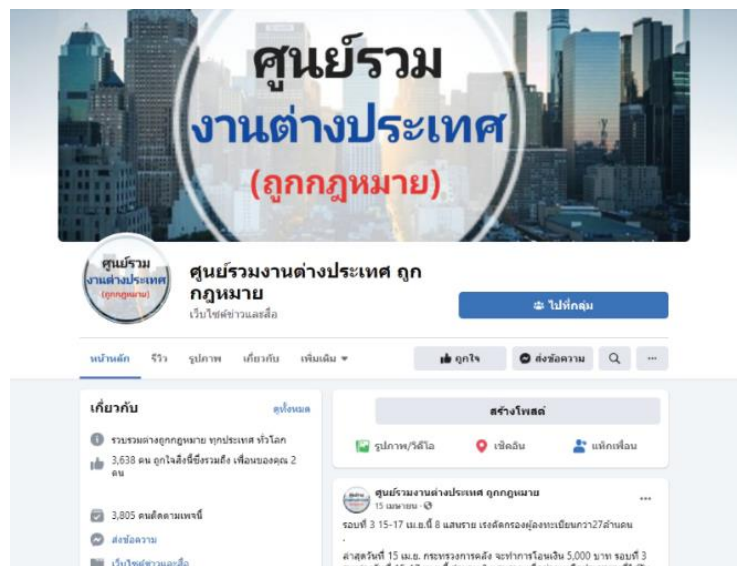 ศูนย์รวม
งานต่างประเทศ
(ถูกกฎหมาย)
ศูนย์รวม
งานต่างประเทศ
(ถูกกฎหมาย)
ศูนย์รวมงานต่างประเทศ ถูก
กฎหมาย
เว็บไซต์ข่าวและสื่อ
ไปที่กลุ่ม
หน้าหลัก รีวิว รูปภาพ เกี่ยวกับ เพิ่มเติม ถูกใจ ส่งข้อความ
เกี่ยวกับ ดูทั้งหมด
รวบรวมต่างถูกกฎหมาย ทุกประเทศ ทั่วโลก
3,638 คน ถูกใจสิ่งนี้ซึ่งรวมถึง เพื่อนของคุณ 2
คน
3,805 คนติดตามเพจนี้
ส่งข้อความ
เว็บไซต์ข่าวและสื่อ
สร้างโพสต์
รูปภาพ/วิดีโอ เช็คอิน แท็กเพื่อน
ศูนย์รวมงานต่างประเทศ ถูกกฎหมาย
15 เมษายน
รอบที่ 3 15-17 เม.ย.นี้ 8 แสนราย เร่งคัดกรองผู้ลงทะเบียนกว่า27ล้านคน
.
ล่าสุดวันที่ 15 เม.ย. กระทรวงการคลัง จะทำการโอนเงิน 5,000 บาท รอบที่ 3